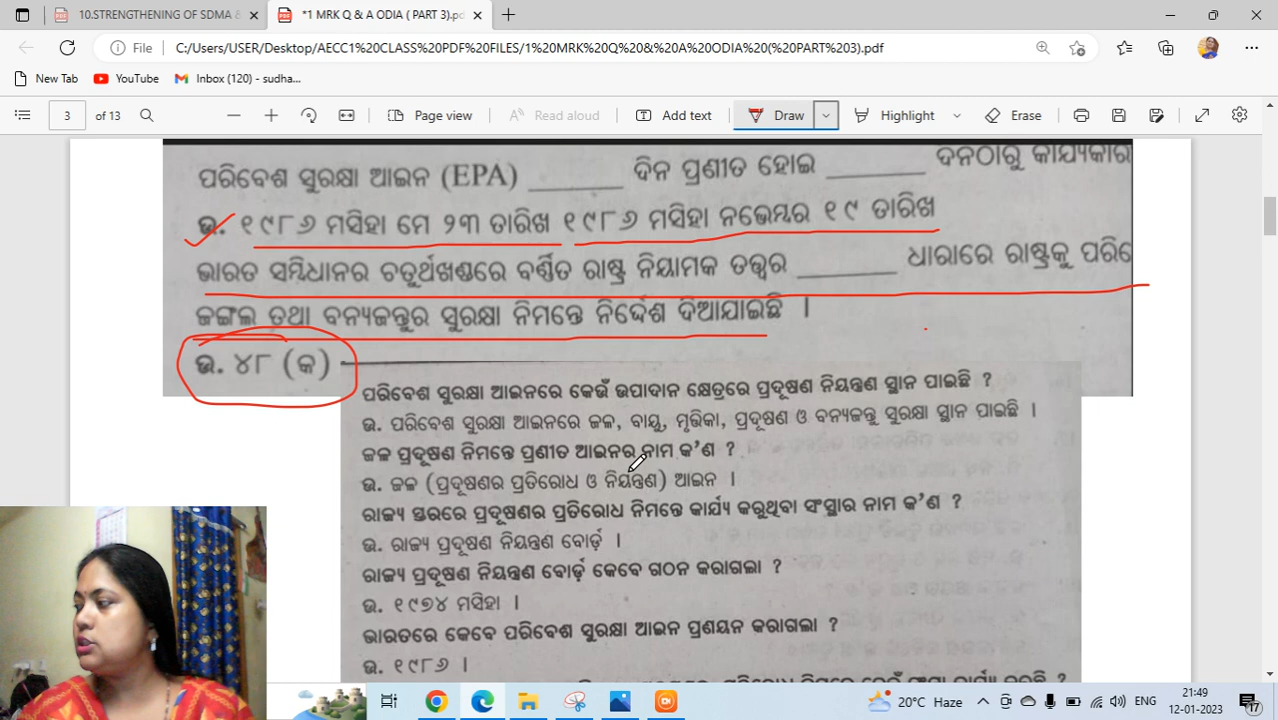 10.STRENGTHENING OF SDMA &
*1 MRK Q & A ODIA ( PART 3).pd
File
C:/Users/USER/Desktop/AECC1%20CLASS%20PDF%20FILES/1%20MRK%20Q%20&%20A%20ODIA%20(%20PART%203).pdf
New Tab YouTube Inbox (120) - sudha...
3 of 13 Page view Read aloud Add text Draw Highlight Erase
ପରିବେଶ ସୁରକ୍ଷା ଆଇନ (EPA) ______ ଦିନ ପ୍ରଣୀତ ହୋଇ ______ ଦିନଠାରୁ କାର୍ଯ୍ୟକାର
ଉ. ୧୯୮୬ ମସିହା ମେ ୨୩ ତାରିଖ ୧୯୮୬ ମସିହା ନଭେମ୍ବର ୧୯ ତାରିଖ
ଭାରତ ସମ୍ବିଧାନର ଚତୁର୍ଥଖଣ୍ଡରେ ବର୍ଣ୍ଣିତ ରାଷ୍ଟ୍ର ନିୟାମକ ତତ୍ତ୍ୱର ______ ଧାରାରେ ରାଷ୍ଟ୍ରକୁ ପରିବେ
ଜଙ୍ଗଲ ତଥା ବନ୍ୟଜନ୍ତୁର ସୁରକ୍ଷା ନିମନ୍ତେ ନିର୍ଦ୍ଦେଶ ଦିଆଯାଇଛି ।
ଉ. ୪୮ (କ)
ପରିବେଶ ସୁରକ୍ଷା ଆଇନରେ କେଉଁ ଉପାଦାନ କ୍ଷେତ୍ରରେ ପ୍ରଦୂଷଣ ନିୟନ୍ତ୍ରଣ ସ୍ଥାନ ପାଇଛି ?
ଉ. ପରିବେଶ ସୁରକ୍ଷା ଆଇନରେ ଜଳ, ବାୟୁ, ମୃତ୍ତିକା, ପ୍ରଦୂଷଣ ଓ ବନ୍ୟଜନ୍ତୁ ସୁରକ୍ଷା ସ୍ଥାନ ପାଇଛି ।
ଜଳ ପ୍ରଦୂଷଣ ନିମନ୍ତେ ପ୍ରଣୀତ ଆଇନର ନାମ କ'ଣ ?
ଉ. ଜଳ (ପ୍ରଦୂଷଣର ପ୍ରତିରୋଧ ଓ ନିୟନ୍ତ୍ରଣ) ଆଇନ ।
ରାଜ୍ୟ ସ୍ତରରେ ପ୍ରଦୂଷଣର ପ୍ରତିରୋଧ ନିମନ୍ତେ କାର୍ଯ୍ୟ କରୁଥିବା ସଂସ୍ଥାର ନାମ କ'ଣ ?
ଉ. ରାଜ୍ୟ ପ୍ରଦୂଷଣ ନିୟନ୍ତ୍ରଣ ବୋର୍ଡ଼ ।
ରାଜ୍ୟ ପ୍ରଦୂଷଣ ନିୟନ୍ତ୍ରଣ ବୋର୍ଡ଼ କେବେ ଗଠନ କରାଗଲା ?
ଉ. ୧୯୭୪ ମସିହା ।
ଭାରତରେ କେବେ ପରିବେଶ ସୁରକ୍ଷା ଆଇନ ପ୍ରଣୟନ କରାଗଲା ?
ଉ. ୧୯୮୬ ।
20°C Haze ENG 21:49
12-01-2023 17